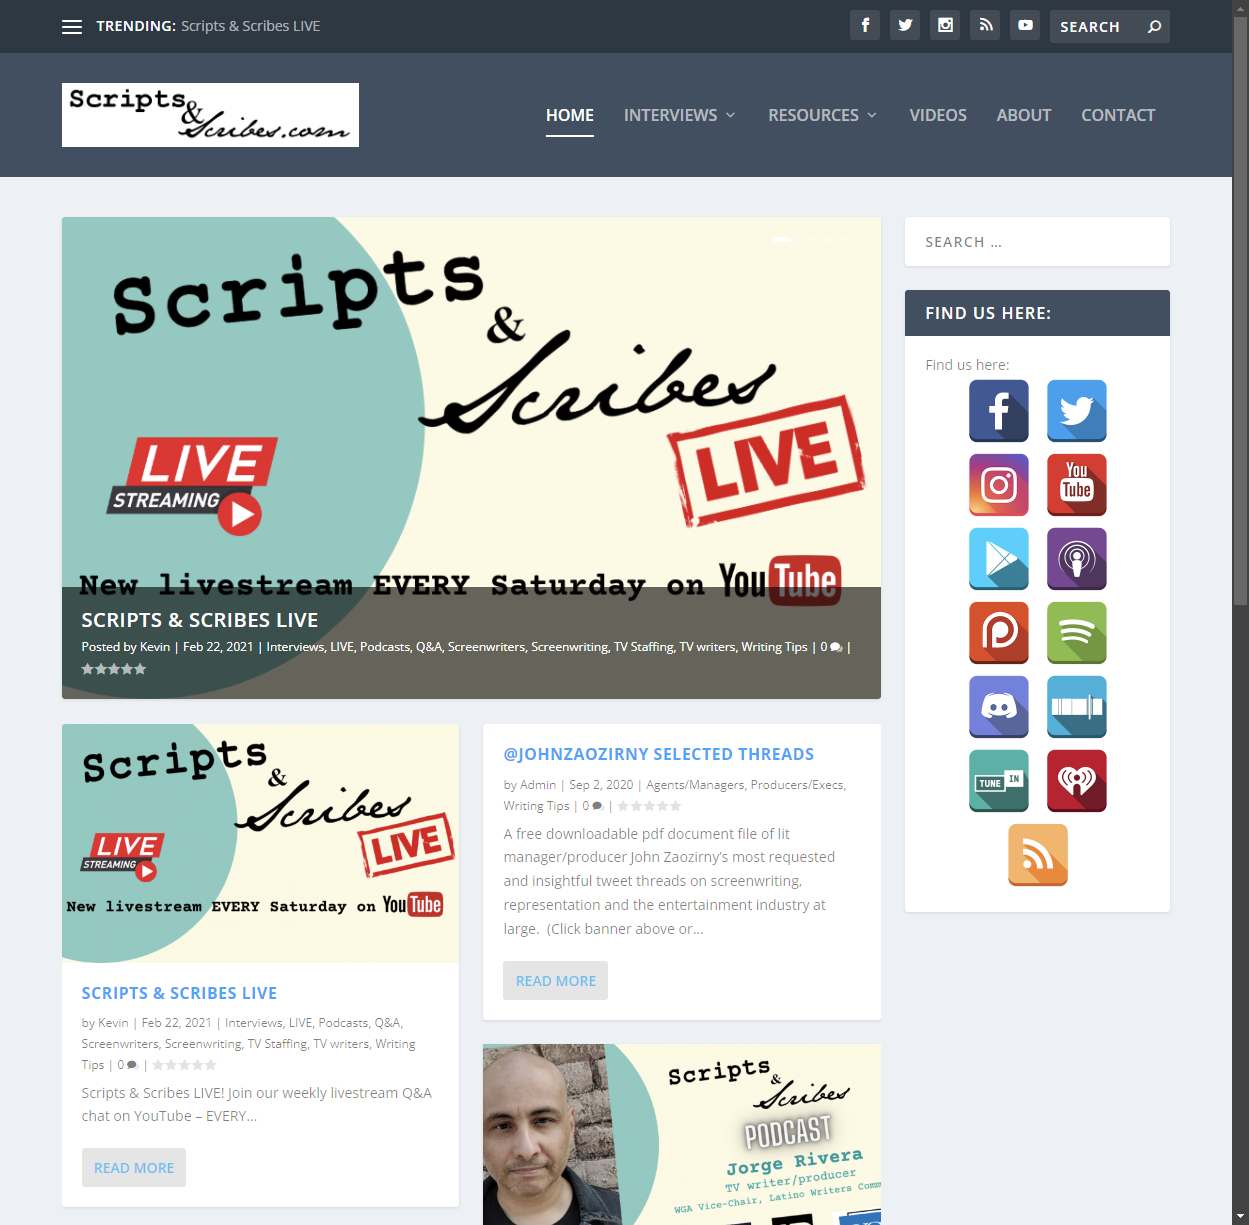 TRENDING: Scripts & Scribes LIVE
SEARCH
Scripts
&
Scribes.com
HOME INTERVIEWS RESOURCES VIDEOS ABOUT CONTACT
Scripts
&
Scribes
LIVE
LIVE
STREAMING
New livestream EVERY Saturday on YouTube
SCRIPTS & SCRIBES LIVE
Posted by Kevin | Feb 22, 2021 | Interviews, LIVE, Podcasts, Q&A, Screenwriters, Screenwriting, TV Staffing, TV writers, Writing Tips | 0 |
SEARCH …
FIND US HERE:
Find us here:
You
Tube
TUNE IN
Scripts
&
Scribes
LIVE
LIVE
STREAMING
New livestream EVERY Saturday on YouTube
SCRIPTS & SCRIBES LIVE
by Kevin | Feb 22, 2021 | Interviews, LIVE, Podcasts, Q&A,
Screenwriters, Screenwriting, TV Staffing, TV writers, Writing
Tips | 0 |
Scripts & Scribes LIVE! Join our weekly livestream Q&A
chat on YouTube – EVERY...
READ MORE
@JOHNZAOZIRNY SELECTED THREADS
by Admin | Sep 2, 2020 | Agents/Managers, Producers/Execs,
Writing Tips | 0 |
A free downloadable pdf document file of lit
manager/producer John Zaozirny’s most requested
and insightful tweet threads on screenwriting,
representation and the entertainment industry at
large.  (Click banner above or...
READ MORE
Scripts
&
Scribes
PODCAST
Jorge Rivera
TV writer/producer
WGA Vice-Chair, Latino Writers Comm